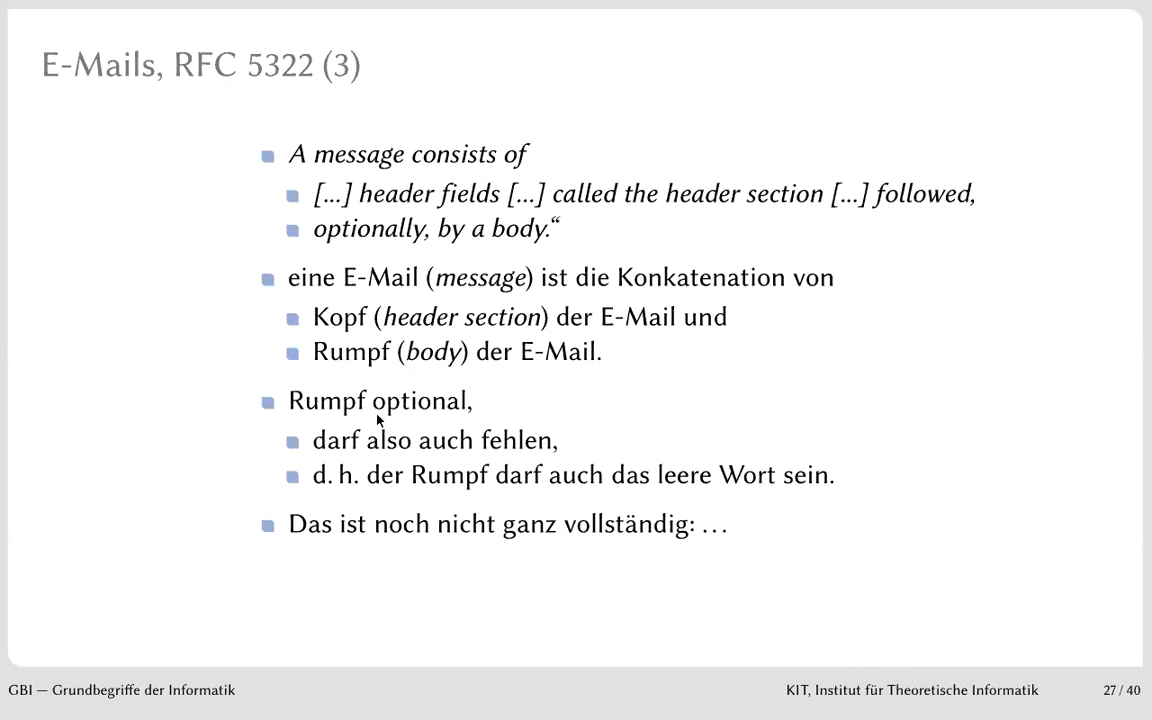 E-Mails, RFC 5322 (3)
A message consists of
[...] header fields [...] called the header section [...] followed,
optionally, by a body.“
eine E-Mail (message) ist die Konkatenation von
Kopf (header section) der E-Mail und
Rumpf (body) der E-Mail.
Rumpf optional,
darf also auch fehlen,
d. h. der Rumpf darf auch das leere Wort sein.
Das ist noch nicht ganz vollständig: ...
GBI — Grundbegriffe der Informatik
KIT, Institut für Theoretische Informatik
27 / 40